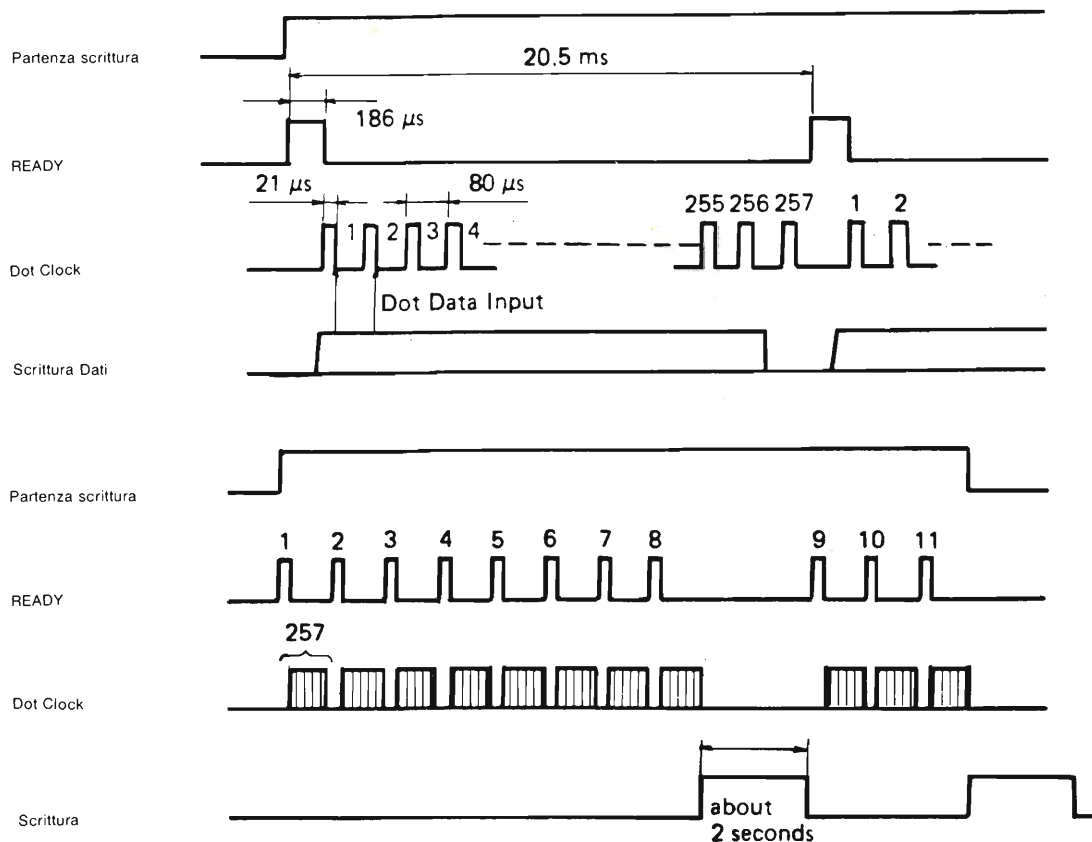 Partenza scrittura
20.5 ms
186 μs
READY
21 μs
80 μs
1 2 3 4
255 256 257 1 2
Dot Clock
Dot Data Input
Scrittura Dati
Partenza scrittura
1 2 3 4 5 6 7 8 9 10 11
READY
257
Dot Clock
about
2 seconds
Scrittura